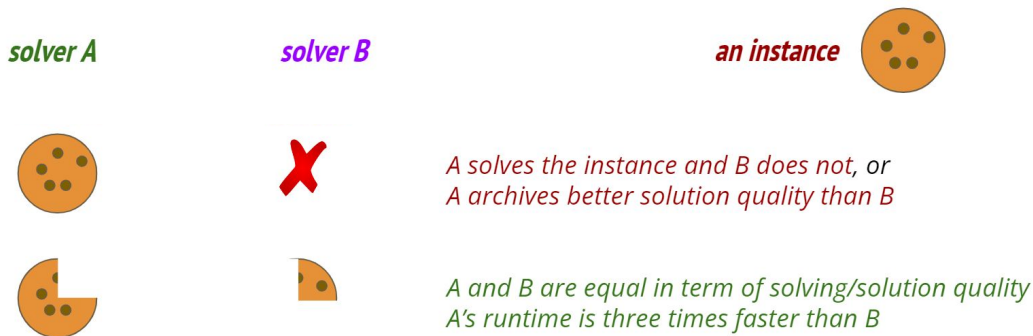 solver A
solver B
an instance
A solves the instance and B does not, or
A archives better solution quality than B
A and B are equal in term of solving/solution quality
A's runtime is three times faster than B